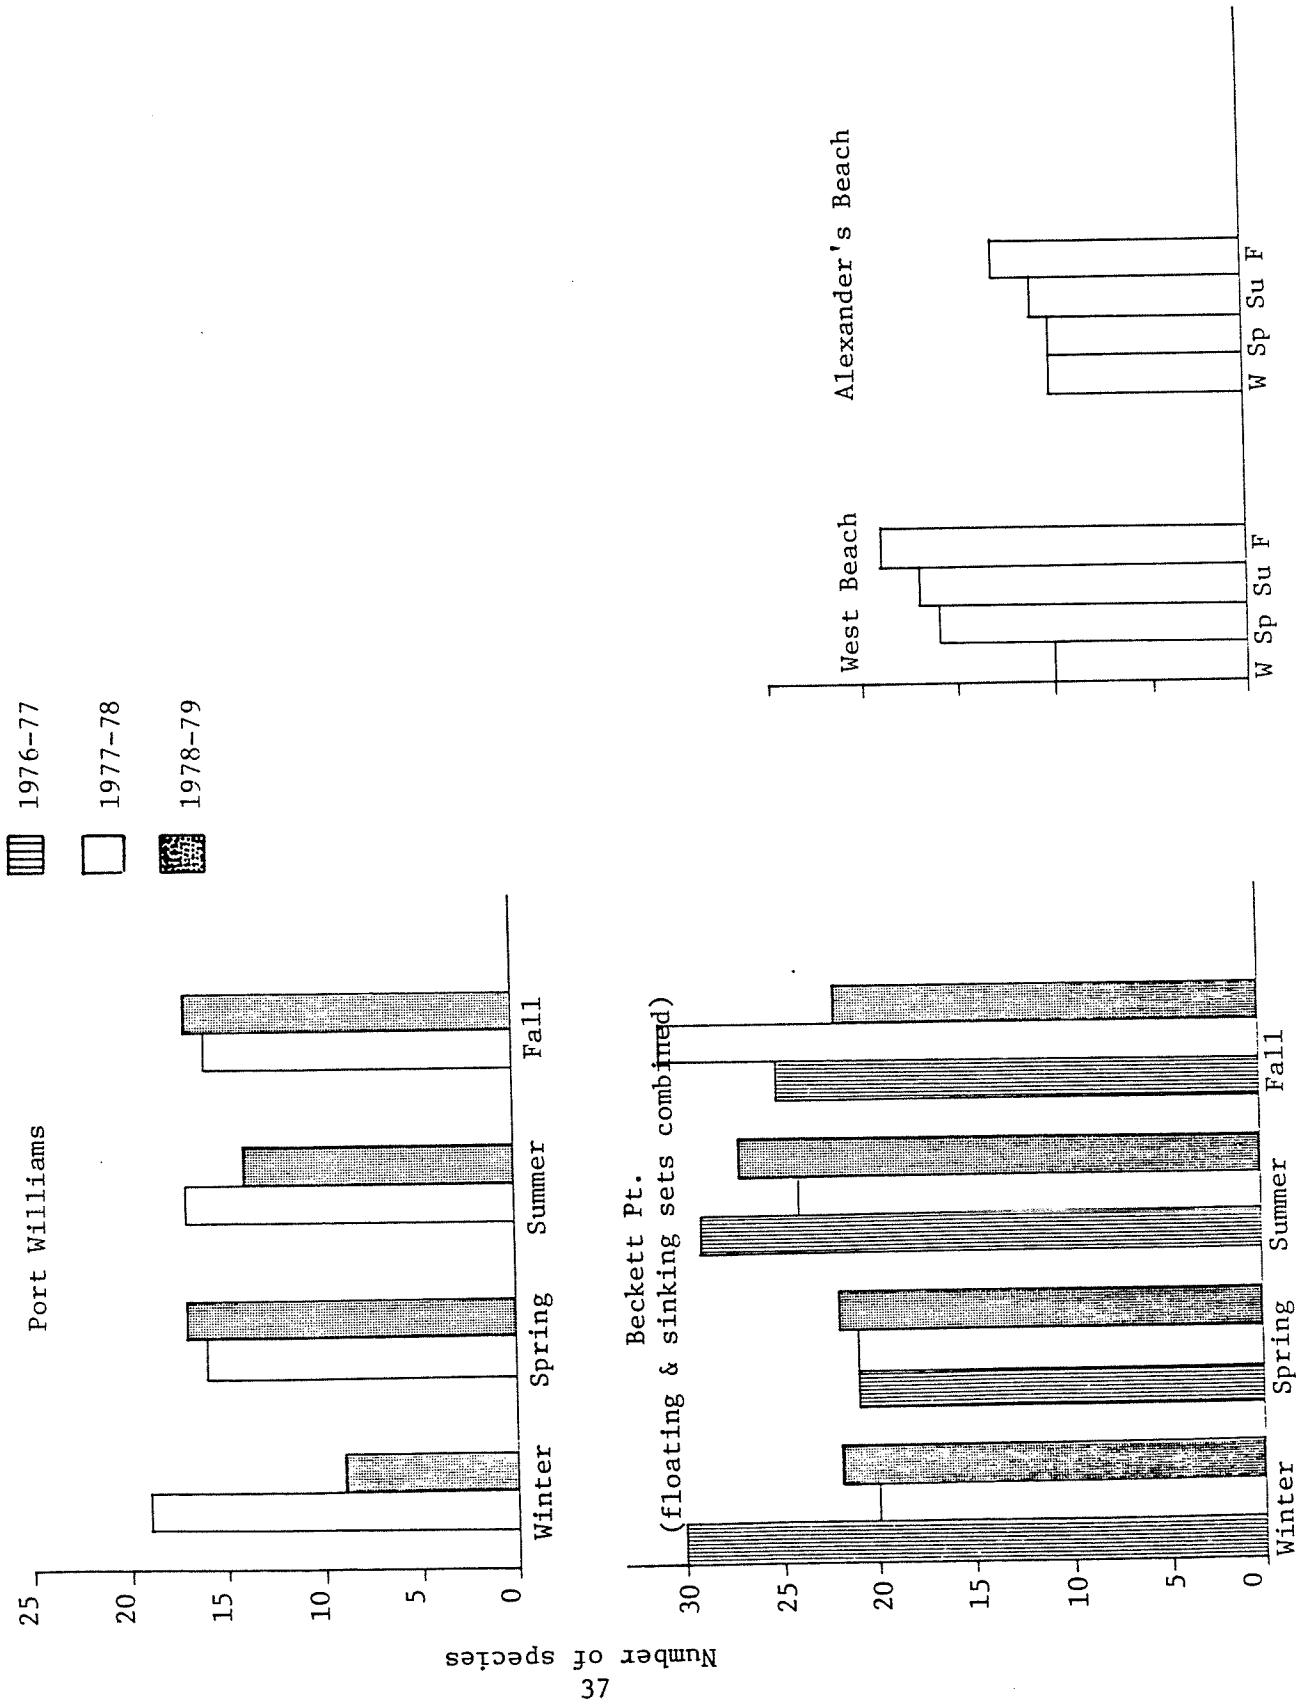 1976-77
1977-78
1978-79
Port Williams
25
20
15
10
5
0
Winter
Spring
Summer
Fall
Number of species
Beckett Pt.
(floating & sinking sets combined)
30
25
20
15
10
5
0
Winter
Spring
Summer
Fall
West Beach
W Sp Su F
Alexander's Beach
W Sp Su F
37